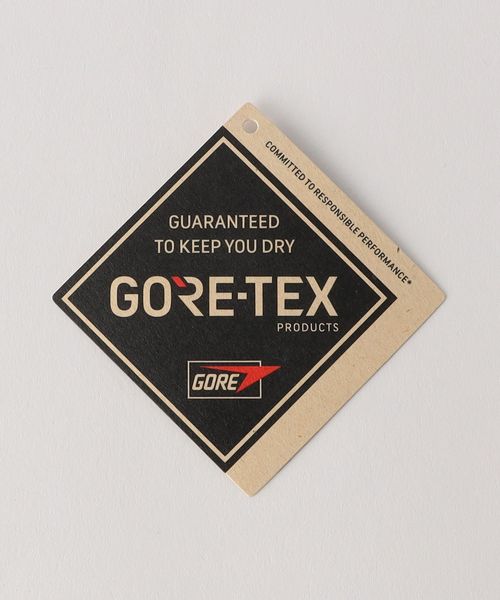 COMMITTED TO RESPONSIBLE PERFORMANCE*
GUARANTEED
TO KEEP YOU DRY
GORE-TEX
PRODUCTS
GORE